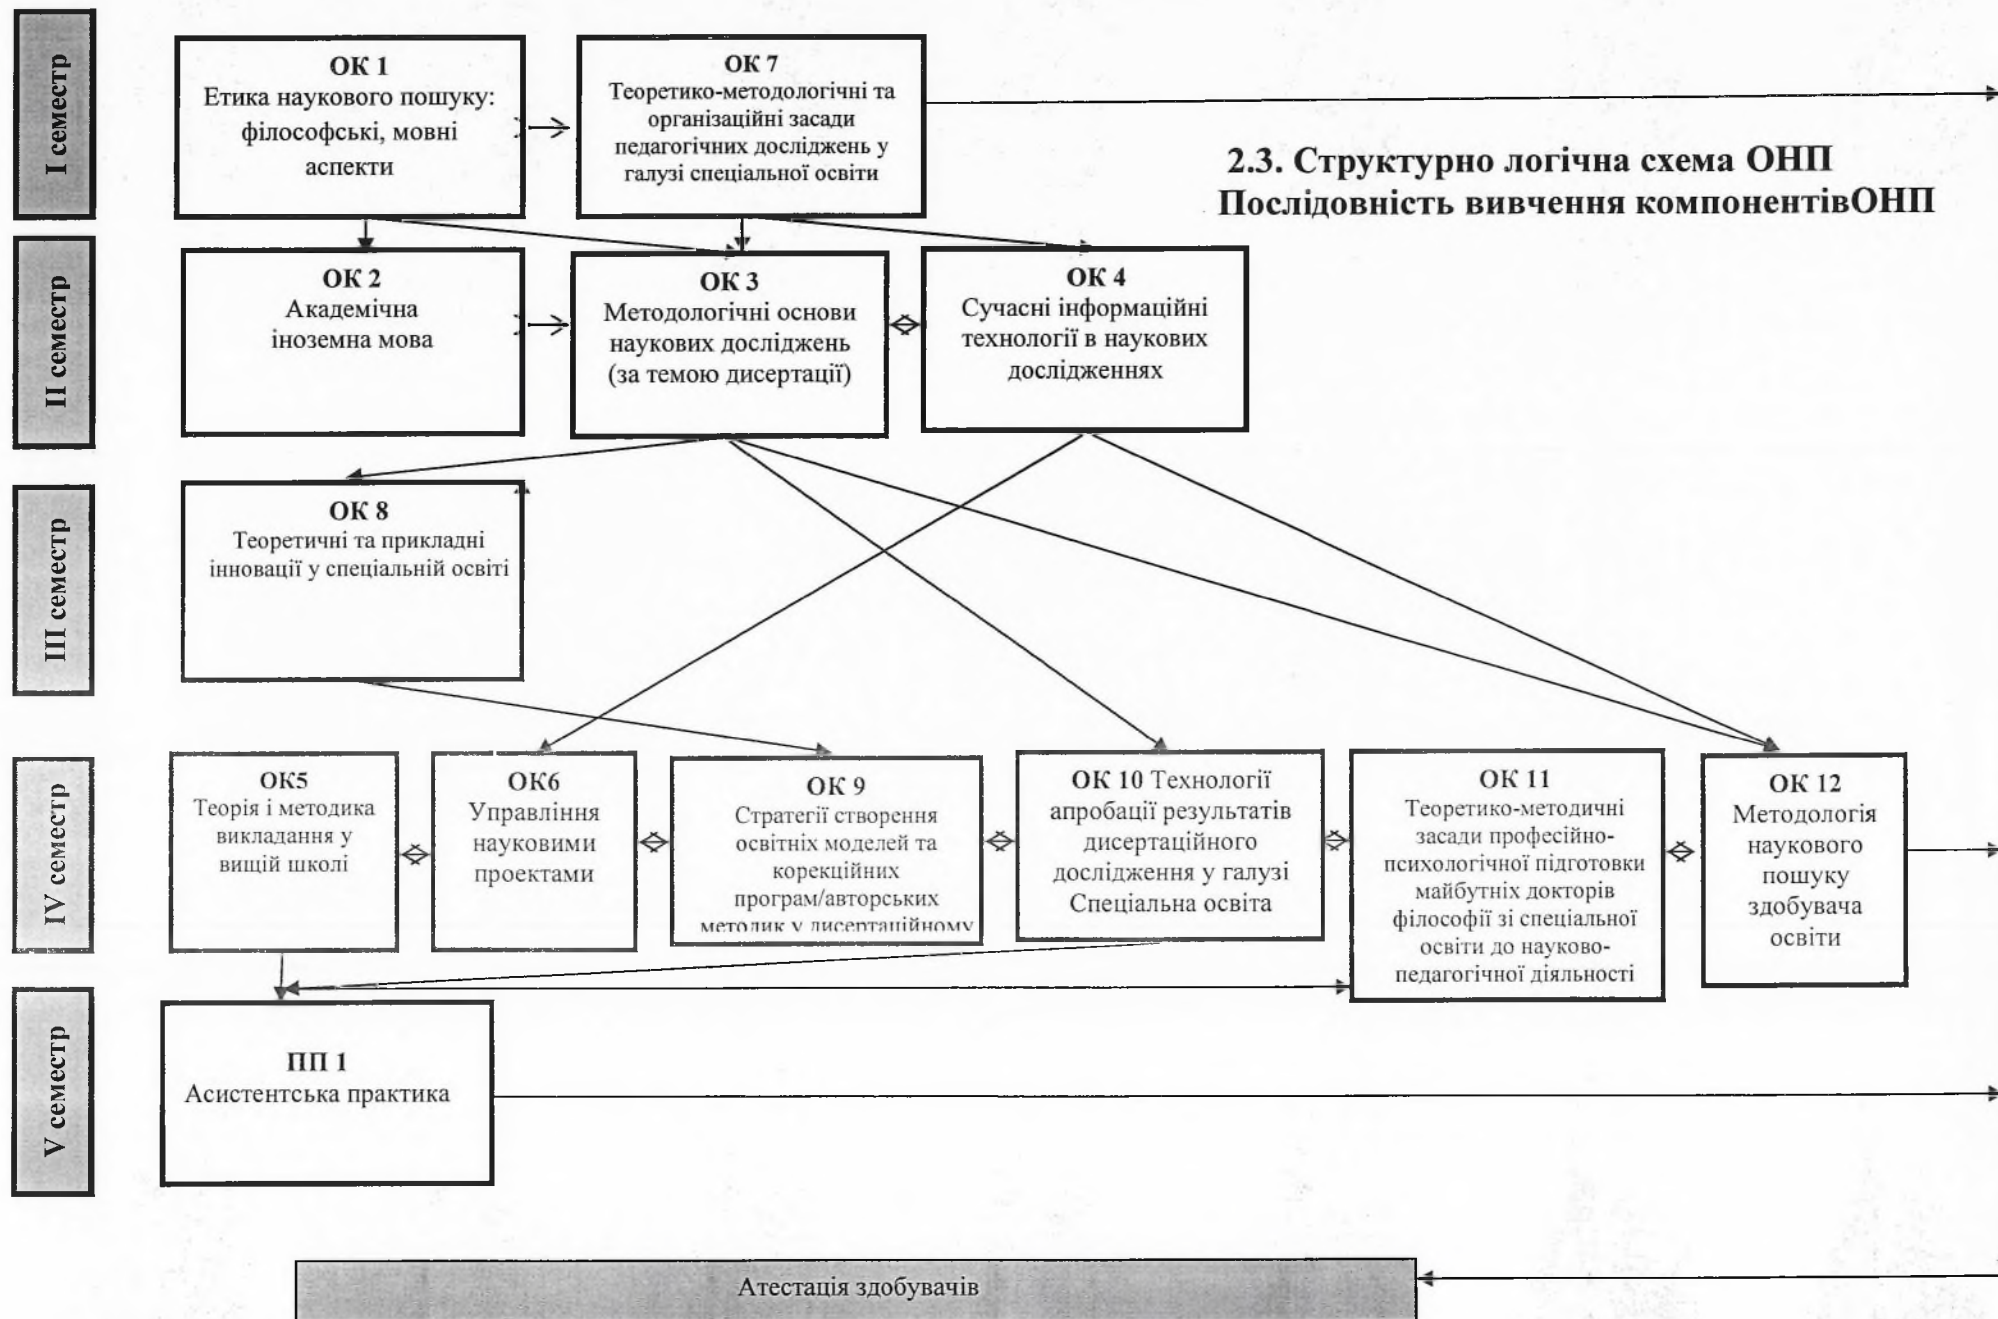 I семестр
ОК 1
Етика наукового пошуку:
філософські, мовні
аспекти
ОК 7
Теоретико-методологічні та
організаційні засади
педагогічних досліджень у
галузі спеціальної освіти
2.3. Структурно логічна схема ОНП
Послідовність вивчення компонентівОНП
II семестр
ОК 2
Академічна
іноземна мова
ОК 3
Методологічні основи
наукових досліджень
(за темою дисертації)
ОК 4
Сучасні інформаційні
технології в наукових
дослідженнях
III семестр
ОК 8
Теоретичні та прикладні
інновації у спеціальній освіті
IV семестр
ОК5
Теорія і методика
викладання у
вищій школі
ОК6
Управління
науковими
проектами
ОК 9
Стратегії створення
освітніх моделей та
корекційних
програм/авторських
методик у дисертаційному
ОК 10 Технології
апробації результатів
дисертаційного
дослідження у галузі
Спеціальна освіта
ОК 11
Теоретико-методичні
засади професійно-
психологічної підготовки
майбутніх докторів
філософії зі спеціальної
освіти до науково-
педагогічної діяльності
ОК 12
Методологія
наукового
пошуку
здобувача
освіти
V семестр
ПП 1
Асистентська практика
Атестація здобувачів